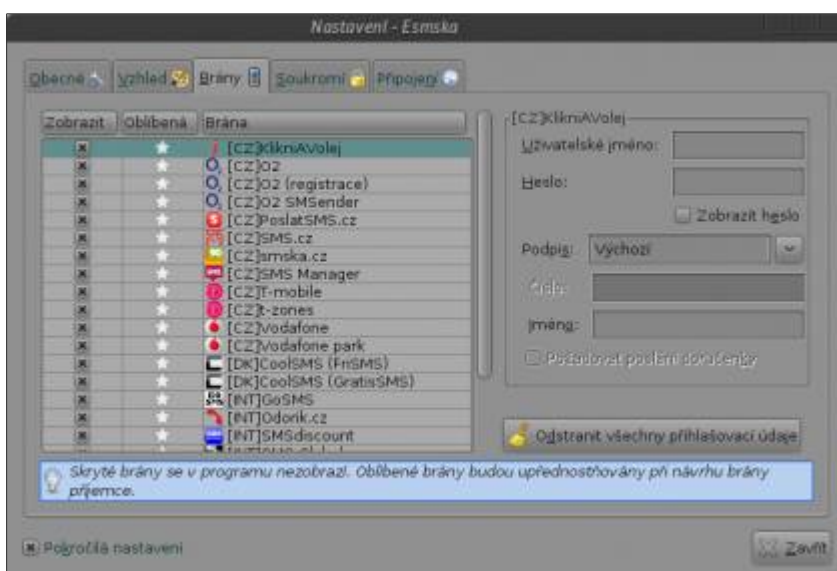 Nastavení - Esmska
Obecné
Vzhled
Brány
Soukromí
Připojení
Zobrazit Oblíbená Brána
[CZ]KlikniAVolej
[CZ]O2
[CZ]O2 (registrace)
[CZ]O2 SMSender
[CZ]PoslatSMS.cz
[CZ]SMS.cz
[CZ]smska.cz
[CZ]SMS Manager
[CZ]T-mobile
[CZ]t-zones
[CZ]Vodafone
[CZ]Vodafone park
[DK]CoolSMS (FriSMS)
[DK]CoolSMS (GratisSMS)
[INT]GoSMS
[INT]Odorik.cz
[INT]SMSdiscount
[CZ]KlikniAVolej
Uživatelské jméno:
Heslo:
Zobrazit heslo
Podpis: Výchozí
Číslo:
Jméno:
Požadovat poslání doručenky
Odstranit všechny přihlašovací údaje
Skryté brány se v programu nezobrazí. Oblíbené brány budou upřednostňovány při návrhu brány
příjemce.
Pokročilá nastavení
Zavřít